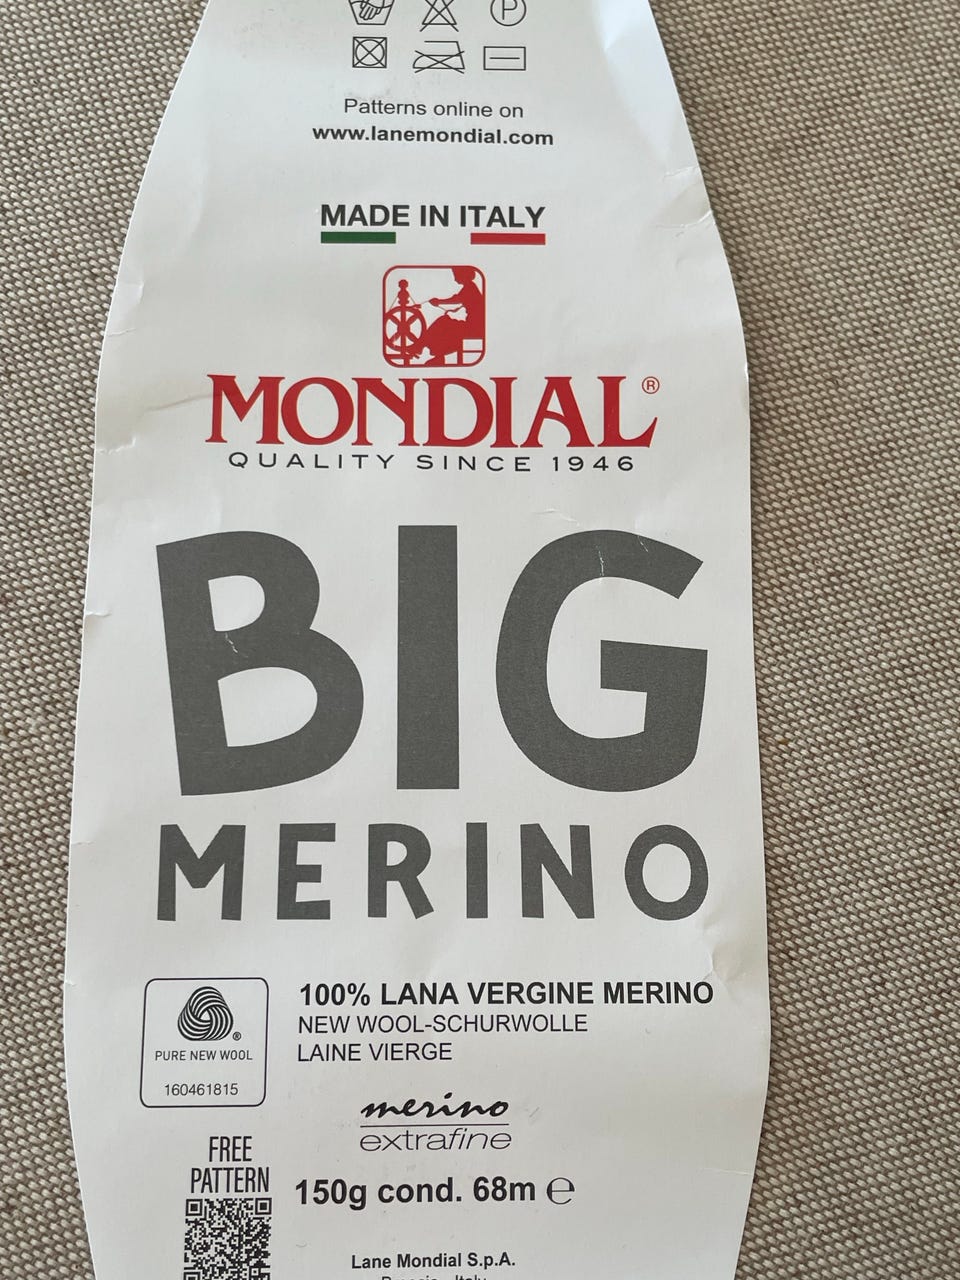 P
Patterns online on
www.lanemondial.com
MADE IN ITALY
MONDIAL®
QUALITY SINCE 1946
BIG
MERINO
100% LANA VERGINE MERINO
NEW WOOL-SCHURWOLLE
LAINE VIERGE
®
PURE NEW WOOL
160461815
merino
extrafine
FREE
PATTERN
150g cond. 68m ℮
Lane Mondial S.p.A.